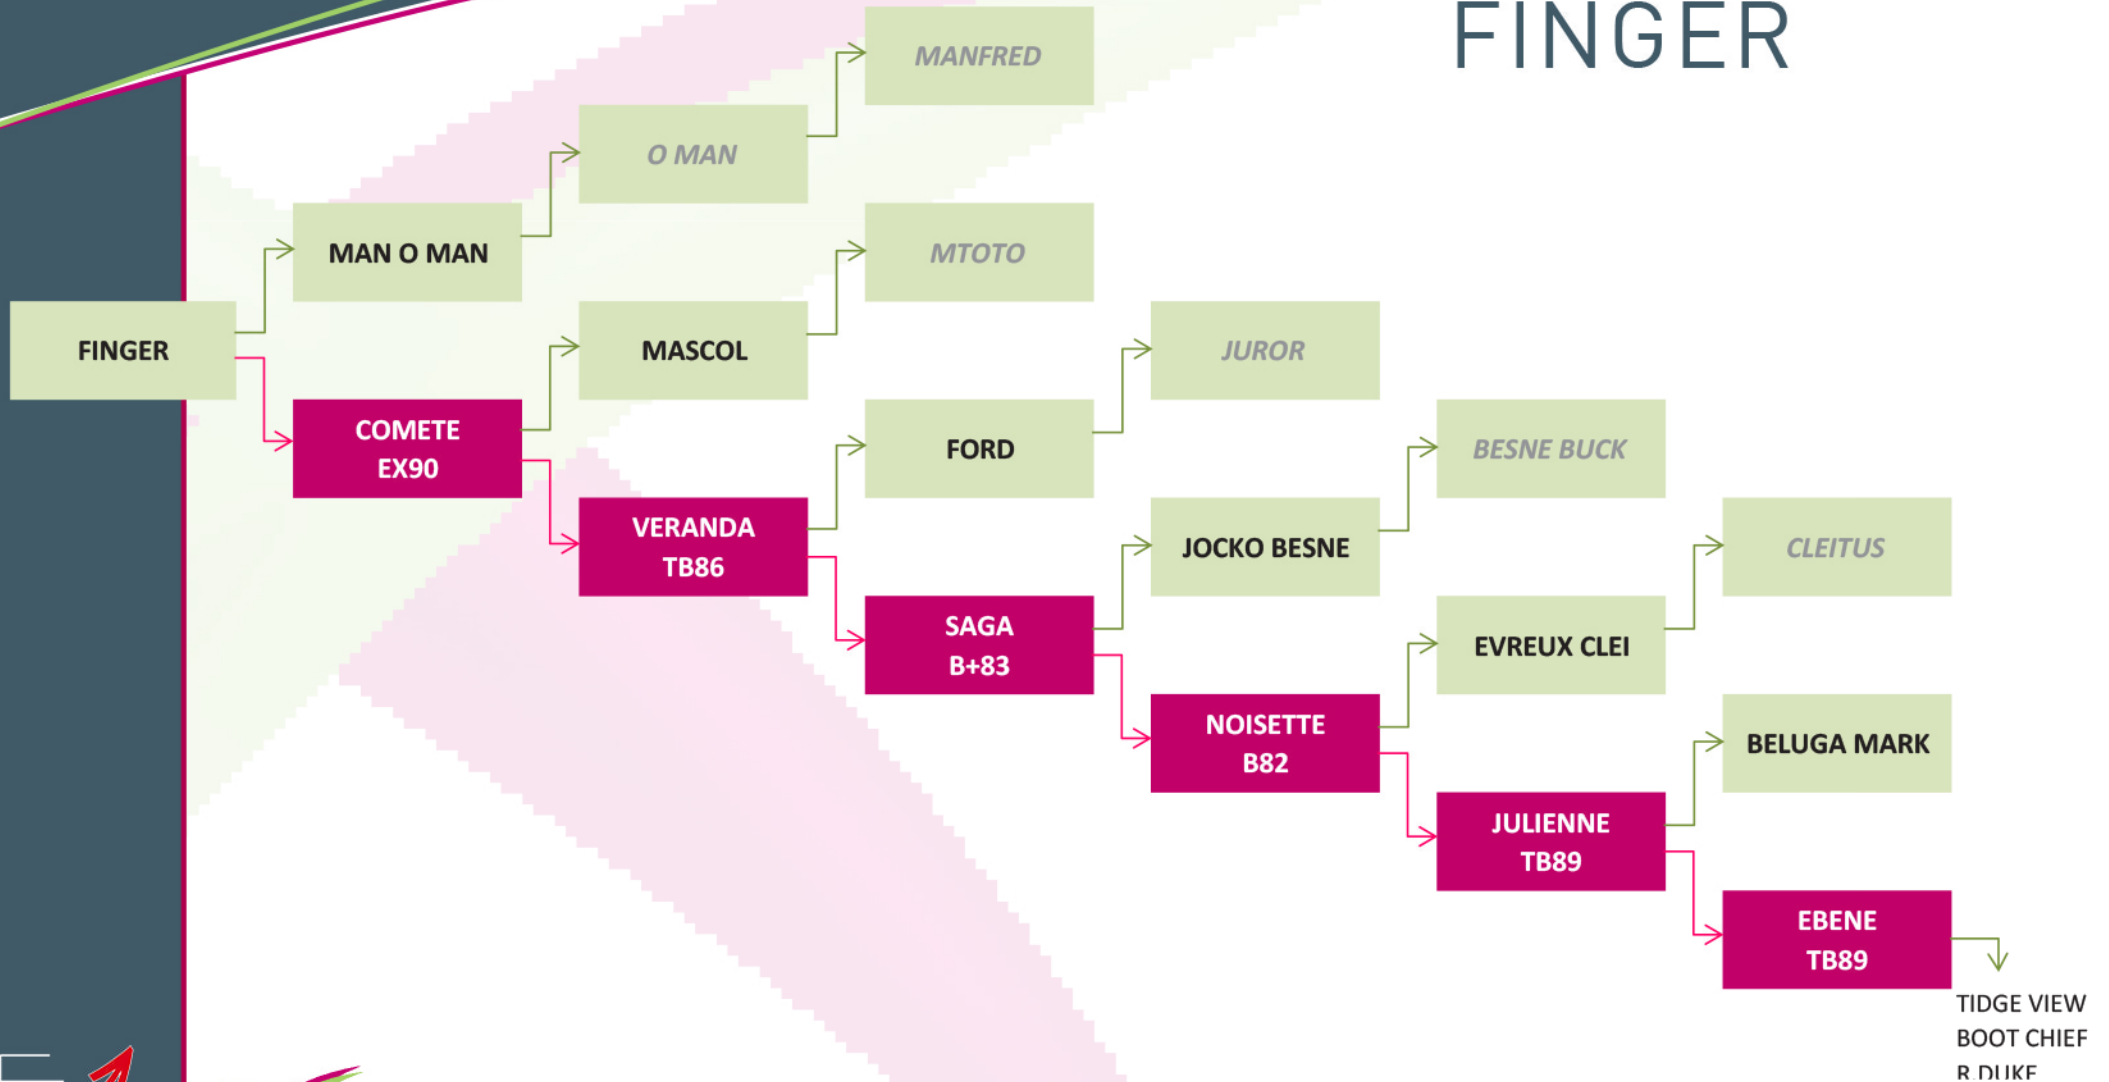 FINGER
MANFRED
O MAN
MAN O MAN
MTOTO
FINGER
MASCOL
JUROR
COMETE
EX90
FORD
BESNE BUCK
VERANDA
TB86
JOCKO BESNE
CLEITUS
SAGA
B+83
EVREUX CLEI
NOISETTE
B82
BELUGA MARK
JULIENNE
TB89
EBENE
TB89
TIDGE VIEW
BOOT CHIEF
R DUKE